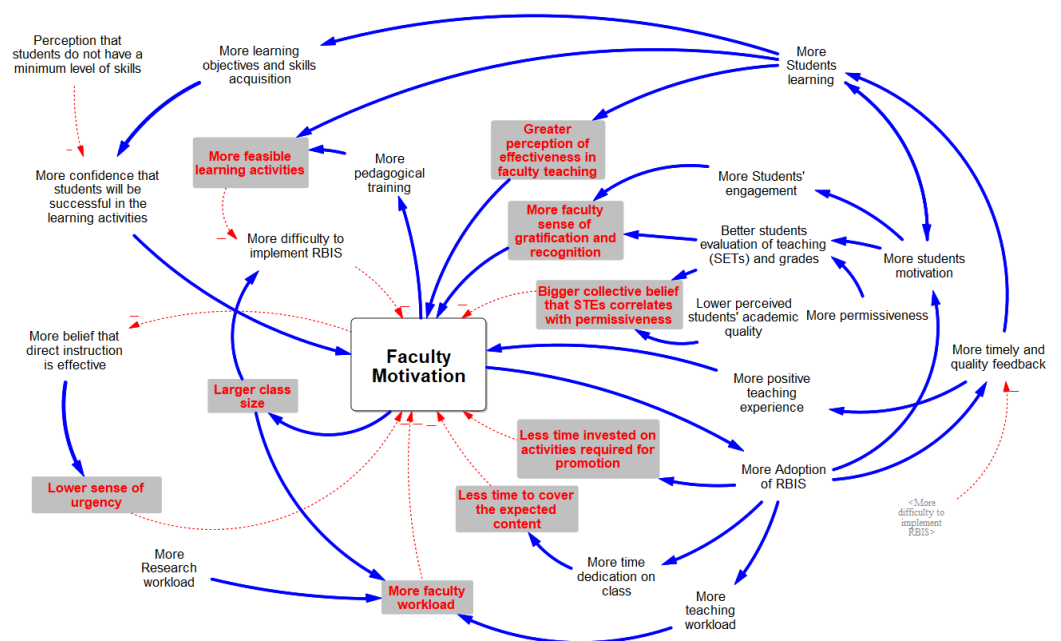 Perception that
students do not have a
minimum level of skills
More learning
objectives and skills
acquisition
More
Students
learning
More feasible
learning activities
More
pedagogical
training
Greater
perception of
effectiveness in
faculty teaching
More confidence that
students will be
successful in the
learning activities
More Students'
engagement
More faculty
sense of
gratification and
recognition
More difficulty to
implement RBIS
Better students
evaluation of teaching
(SETs) and grades
More students
motivation
Bigger collective belief
that STEs correlates
with permissiveness
Lower perceived
students' academic
quality
More permissiveness
More belief that
direct instruction
is effective
Faculty
Motivation
More timely and
quality feedback
Larger class
size
More positive
teaching
experience
Less time invested on
activities required for
promotion
More Adoption
of RBIS
Lower sense of
urgency
Less time to cover
the expected
content
<More
difficulty to
implement
RBIS>
More
Research
workload
More time
dedication on
class
More faculty
workload
More
teaching
workload